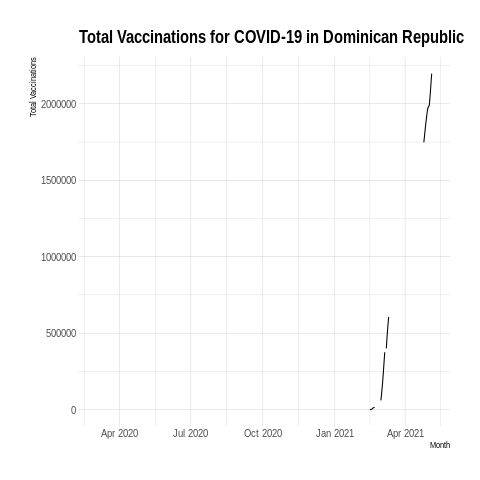 Total Vaccinations for COVID-19 in Dominican Republic
Total Vaccinations
2000000
1500000
1000000
500000
0
Apr 2020 Jul 2020 Oct 2020 Jan 2021 Apr 2021
Month